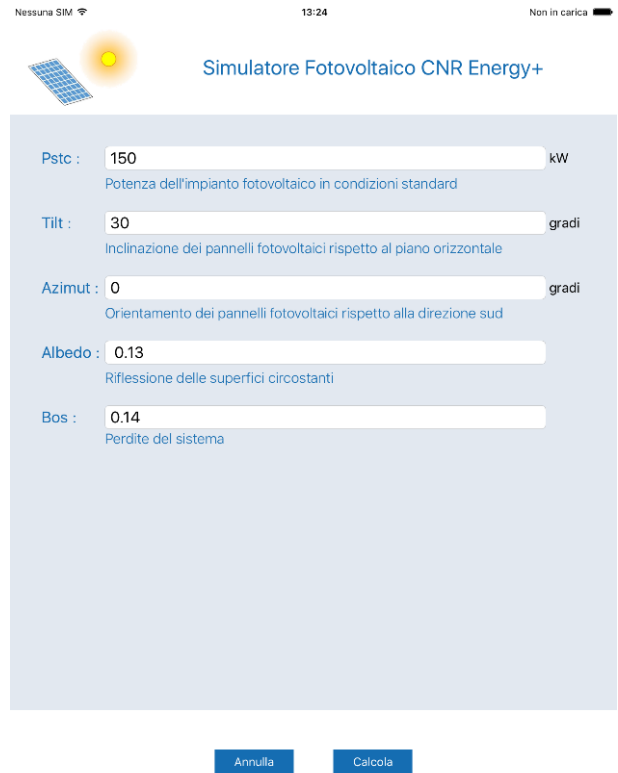 Nessuna SIM 13:24 Non in carica
Simulatore Fotovoltaico CNR Energy+
Pstc : 150 kW
Potenza dell'impianto fotovoltaico in condizioni standard
Tilt : 30 gradi
Inclinazione dei pannelli fotovoltaici rispetto al piano orizzontale
Azimut : 0 gradi
Orientamento dei pannelli fotovoltaici rispetto alla direzione sud
Albedo : 0.13
Riflessione delle superfici circostanti
Bos : 0.14
Perdite del sistema
Annulla Calcola